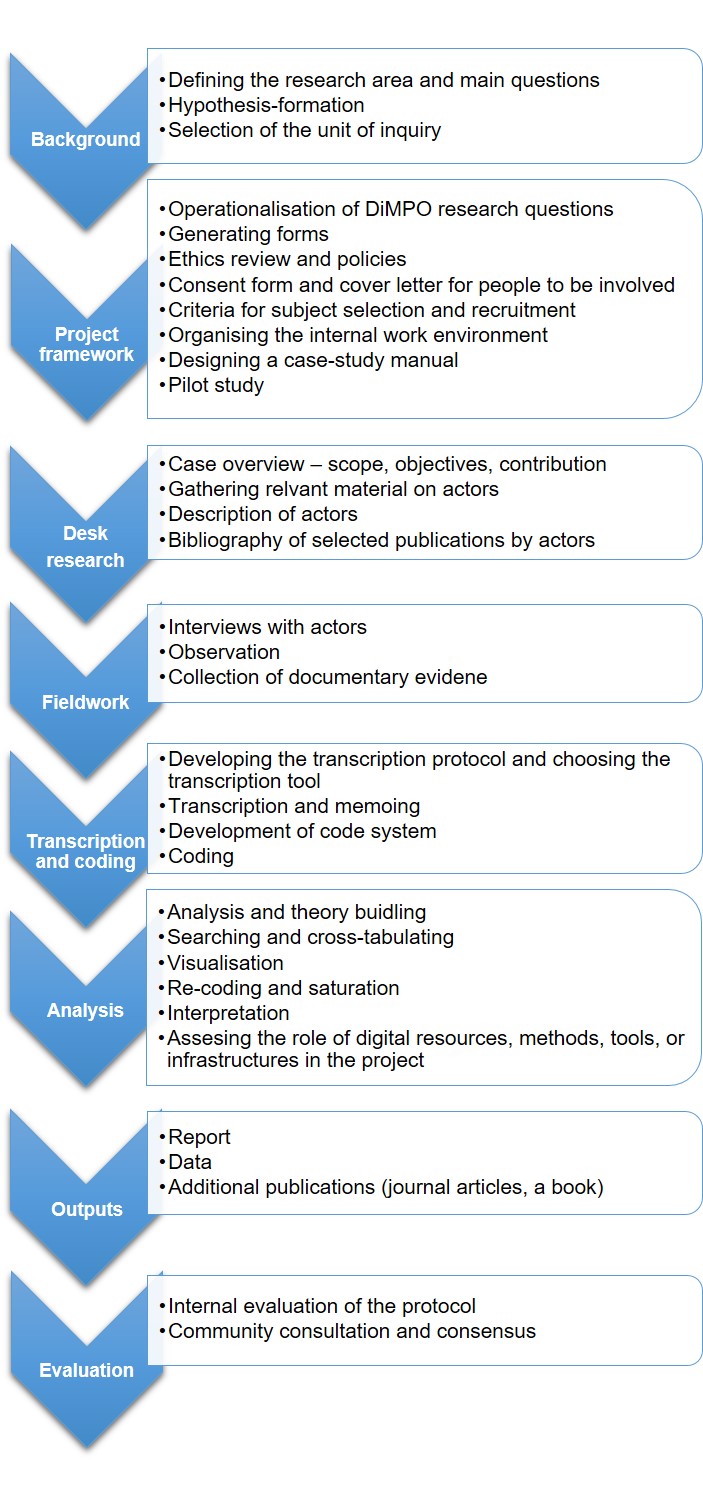 Background
•Defining the research area and main questions
•Hypothesis-formation
•Selection of the unit of inquiry
Project
framework
•Operationalisation of DiMPO research questions
•Generating forms
•Ethics review and policies
•Consent form and cover letter for people to be involved
•Criteria for subject selection and recruitment
•Organising the internal work environment
•Designing a case-study manual
•Pilot study
Desk
research
•Case overview – scope, objectives, contribution
•Gathering relvant material on actors
•Description of actors
•Bibliography of selected publications by actors
Fieldwork
•Interviews with actors
•Observation
•Collection of documentary evidene
Transcription
and coding
•Developing the transcription protocol and choosing the
transcription tool
•Transcription and memoing
•Development of code system
•Coding
Analysis
•Analysis and theory buidling
•Searching and cross-tabulating
•Visualisation
•Re-coding and saturation
•Interpretation
•Assesing the role of digital resources, methods, tools, or
infrastructures in the project
Outputs
•Report
•Data
•Additional publications (journal articles, a book)
Evaluation
•Internal evaluation of the protocol
•Community consultation and consensus